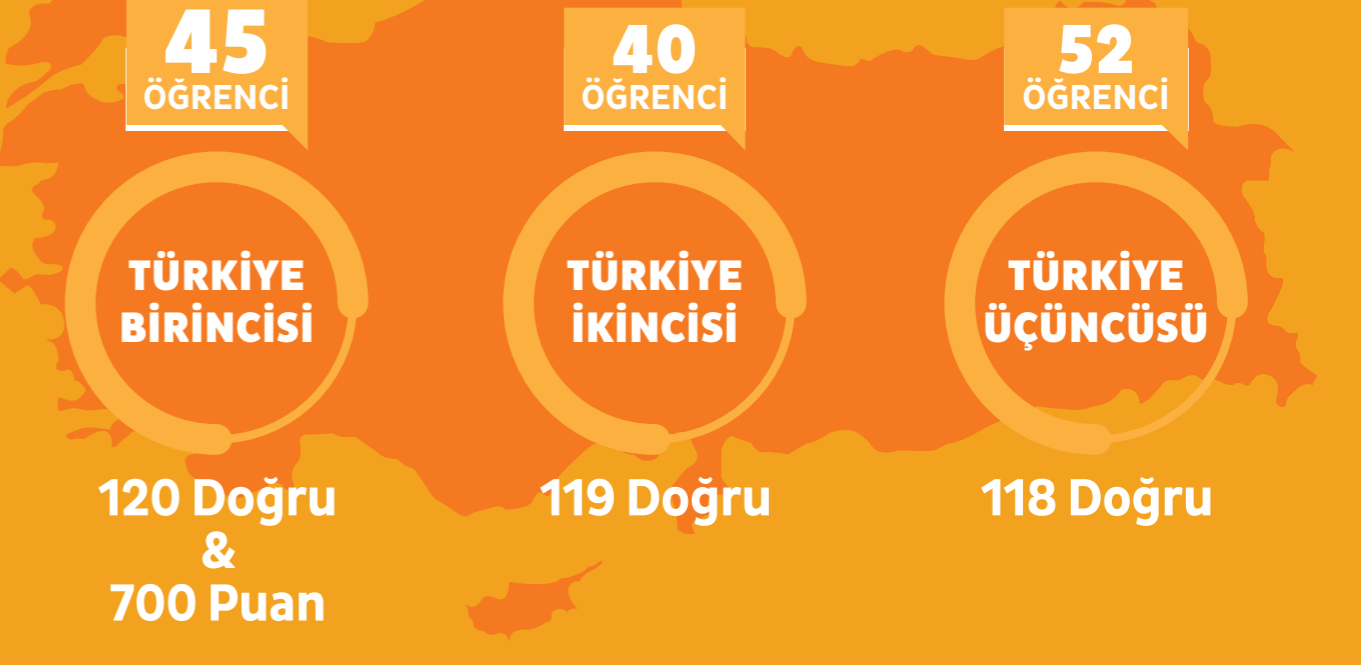 45
ÖĞRENCİ
TÜRKİYE
BİRİNCİSİ
120 Doğru
&
700 Puan
40
ÖĞRENCİ
TÜRKİYE
İKİNCİSİ
119 Doğru
52
ÖĞRENCİ
TÜRKİYE
ÜÇÜNCÜSÜ
118 Doğru